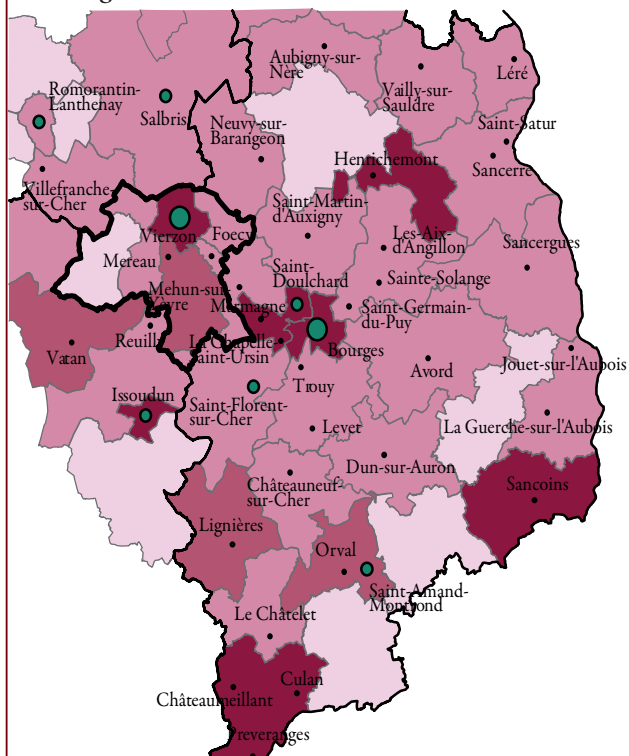 Aubigny-sur-
Nère
Léré
Romorantin-
Lanthenay
Vailly-sur-
Sauldre
Salbris
Neuvy-sur-
Barangeon
Saint-Satur
Henrichemont
Sancerre
Villefranche-
sur-Cher
Saint-Martin-
d'Auxigny
Vierzon
Foecy
Les-Aix-
d'Angillon
Sancergues
Mereau
Saint-
Doulchard
Sainte-Solange
Mehun-sur-
Yèvre
Marmagne
Saint-Germain-
du-Puy
Reuilly
La Chapelle-
Saint-Ursin
Bourges
Vatan
Jouet-sur-l'Aubois
Avord
Trouy
Issoudun
Saint-Florent-
sur-Cher
Levet
La Guerche-sur-l'Aubois
Dun-sur-Auron
Châteauneuf-
sur-Cher
Sancoins
Lignières
Orval
Saint-Amand-
Montrond
Le Châtelet
Culan
Châteaumeillant
reveranges